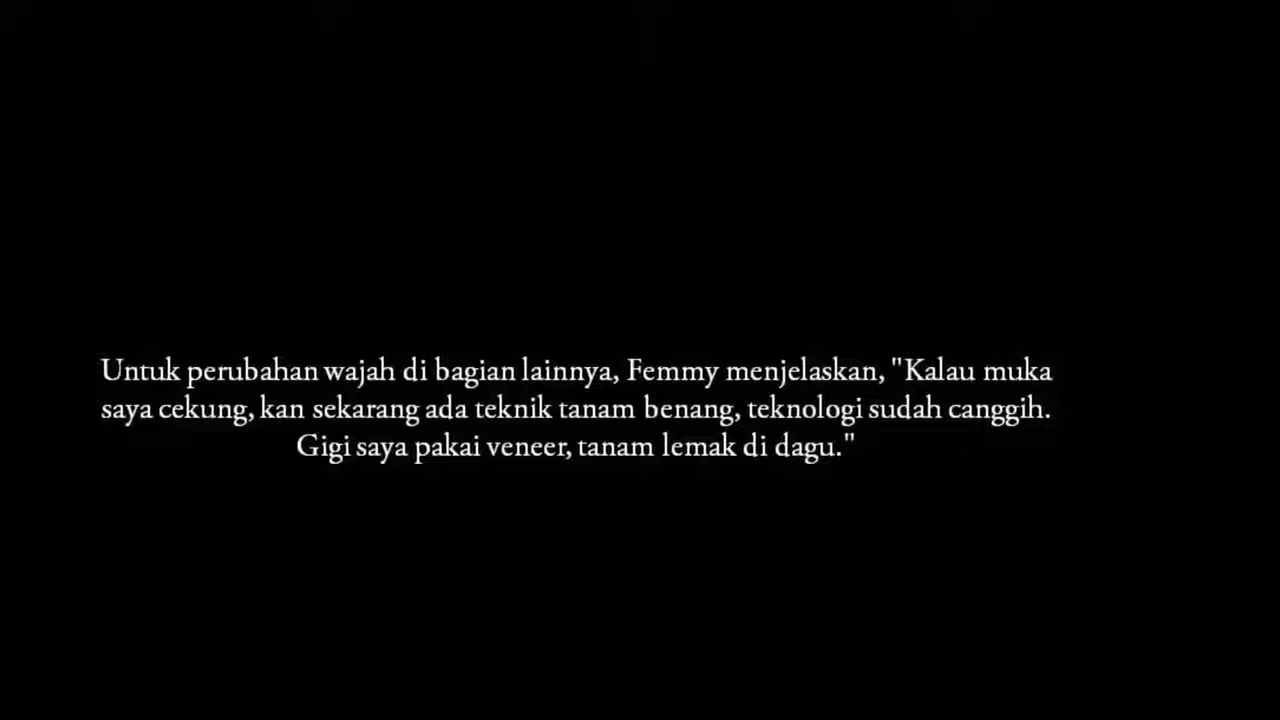 Untuk perubahan wajah di bagian lainnya, Femmy menjelaskan, "Kalau muka
saya cekung, kan sekarang ada teknik tanam benang, teknologi sudah canggih.
Gigi saya pakai veneer, tanam lemak di dagu."